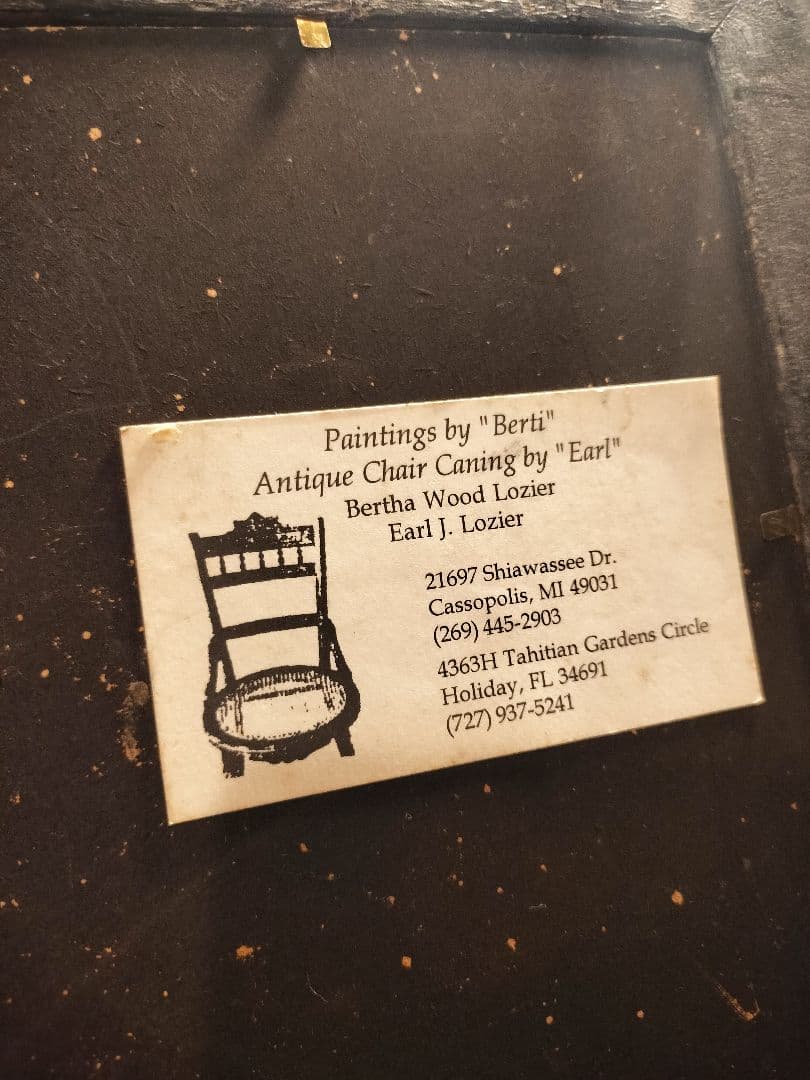 Paintings by "Berti"
Antique Chair Caning by "Earl"
Bertha Wood Lozier
Earl J. Lozier
21697 Shiawassee Dr.
Cassopolis, MI 49031
(269) 445-2903
4363H Tahitian Gardens Circle
Holiday, FL 34691
(727) 937-5241